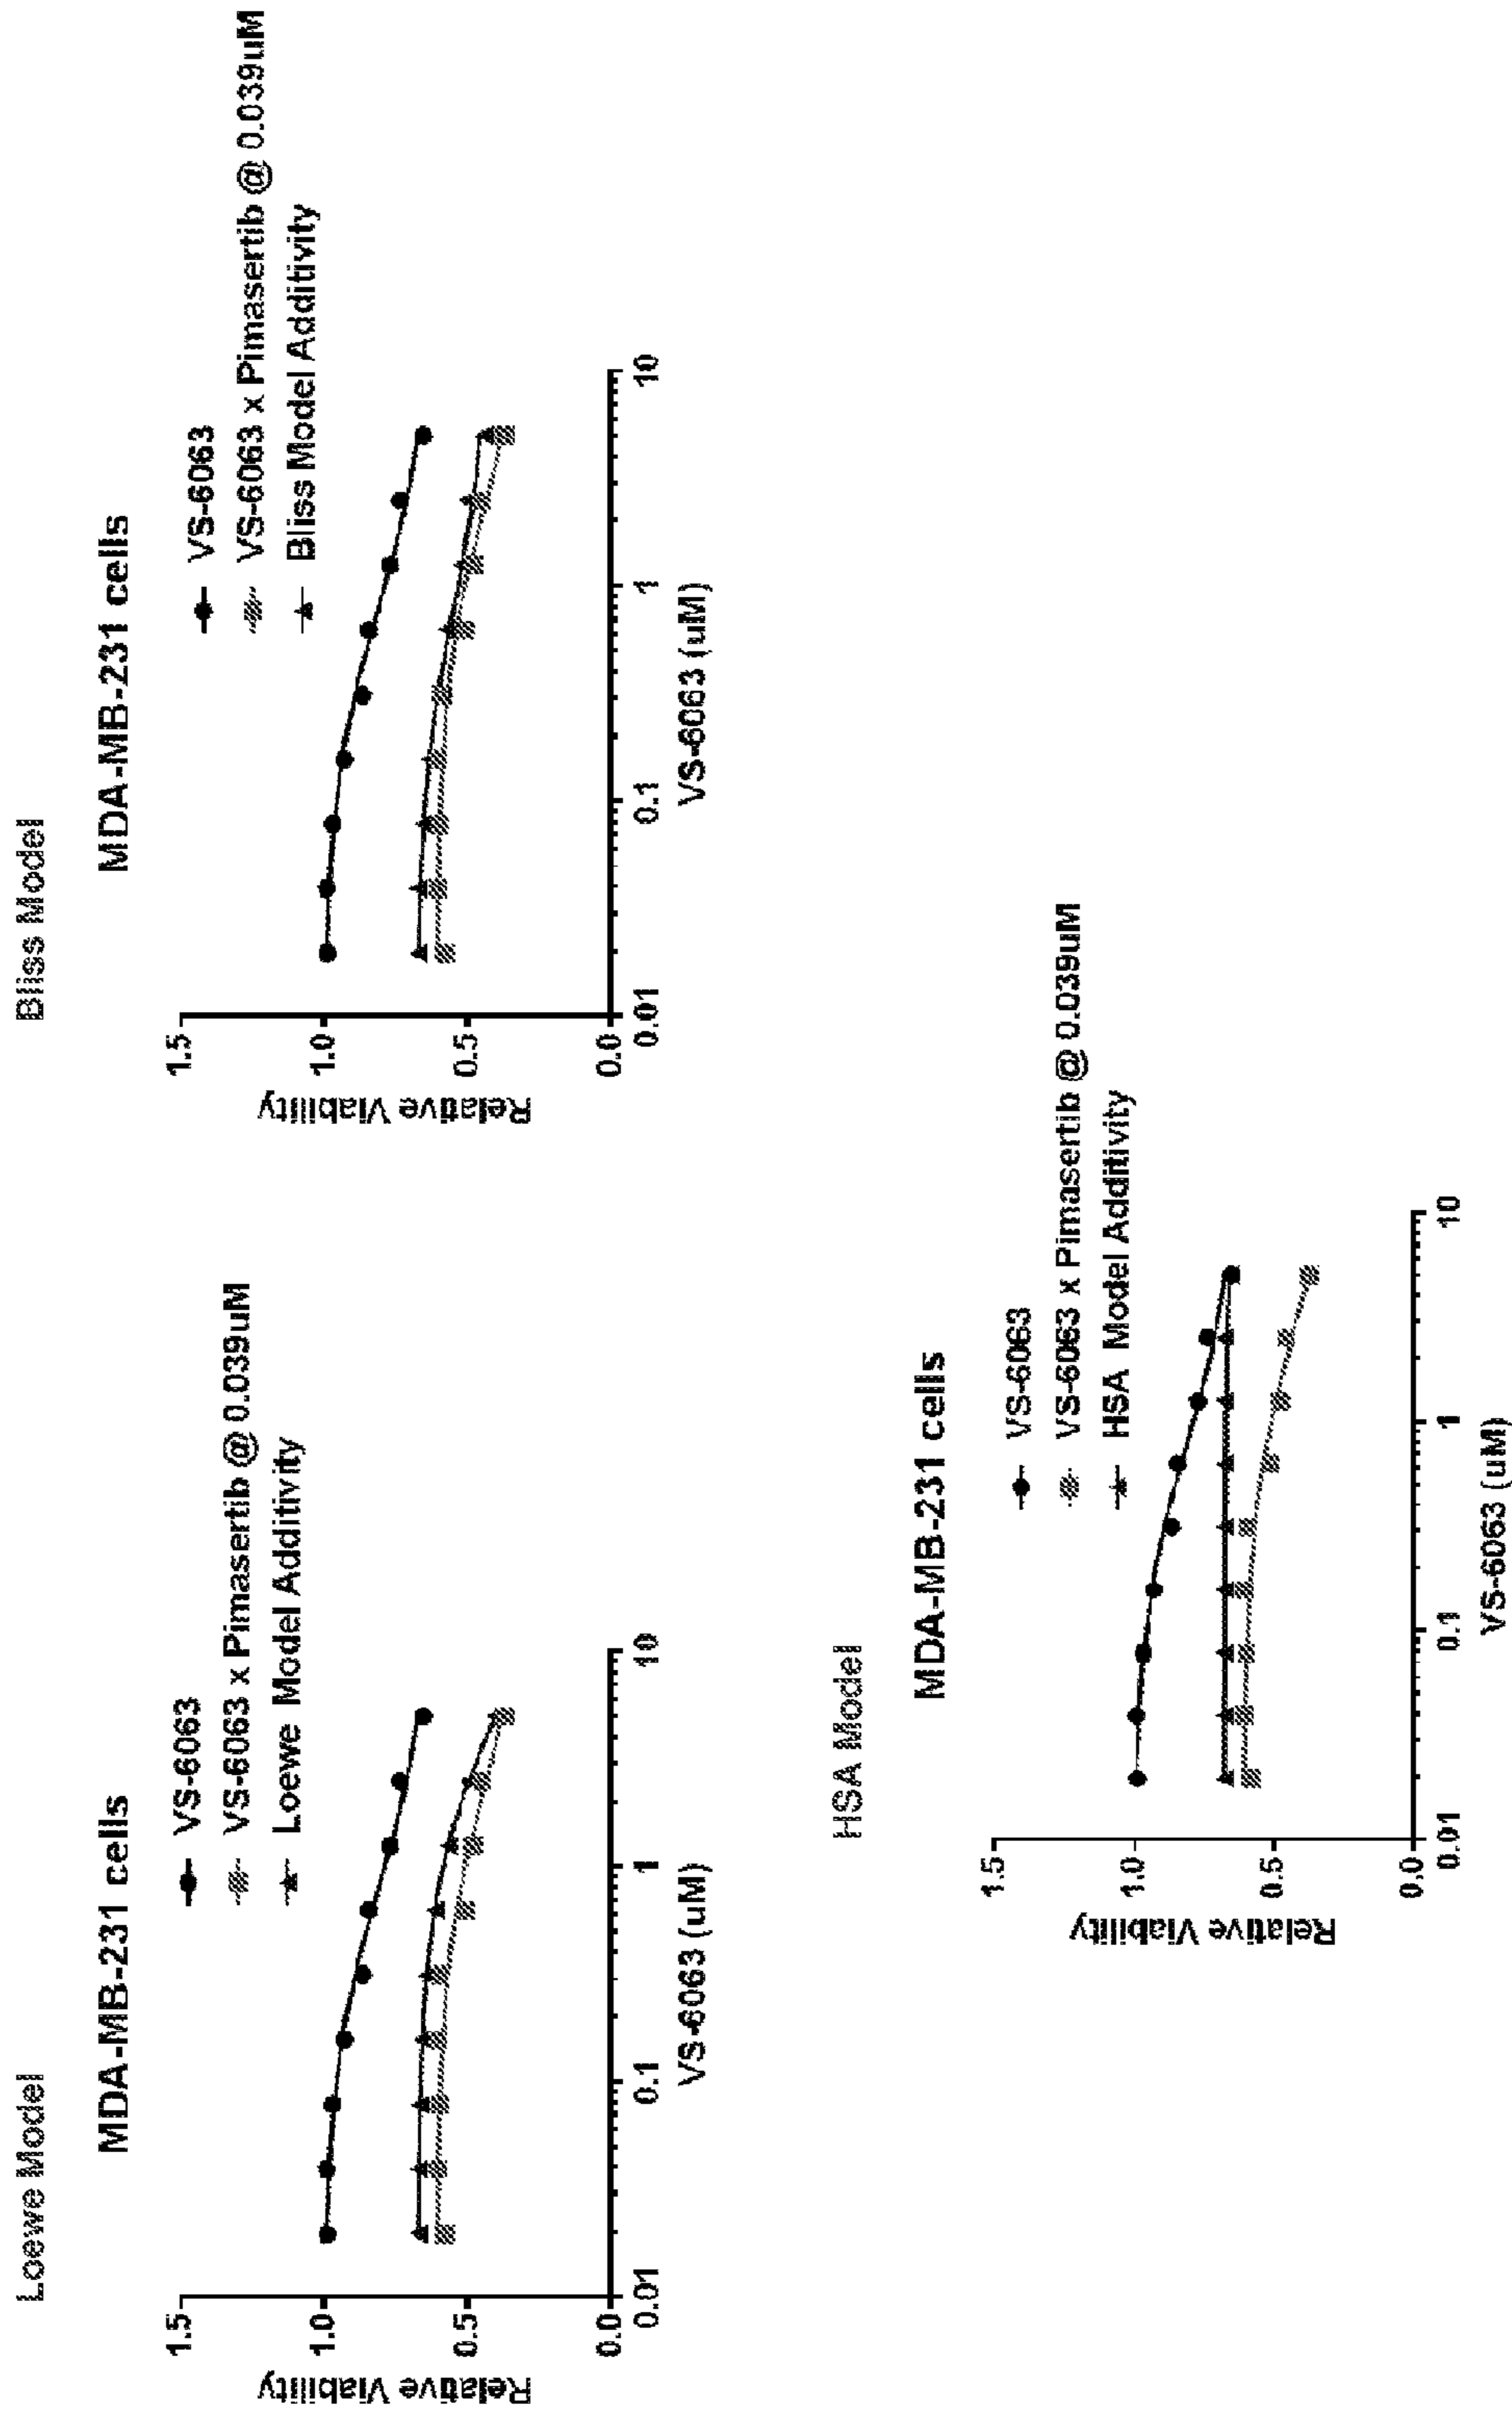 Loewe Model
MDA-MB-231 cells
VS-6063
VS-6063 x Pimasertib @ 0.039uM
Loewe Model Additivity
Relative Viability
1.5
1.0
0.5
0.0
0.01
0.1
1
10
VS-6063 (uM)
Bliss Model
MDA-MB-231 cells
VS-6063
VS-6063 x Pimasertib @ 0.039uM
Bliss Model Additivity
Relative Viability
1.5
1.0
0.5
0.0
0.01
0.1
1
10
VS-6063 (uM)
HSA Model
MDA-MB-231 cells
VS-6063
VS-6063 x Pimasertib @ 0.039uM
HSA Model Additivity
Relative Viability
1.5
1.0
0.5
0.0
0.01
0.1
1
10
VS-6063 (uM)